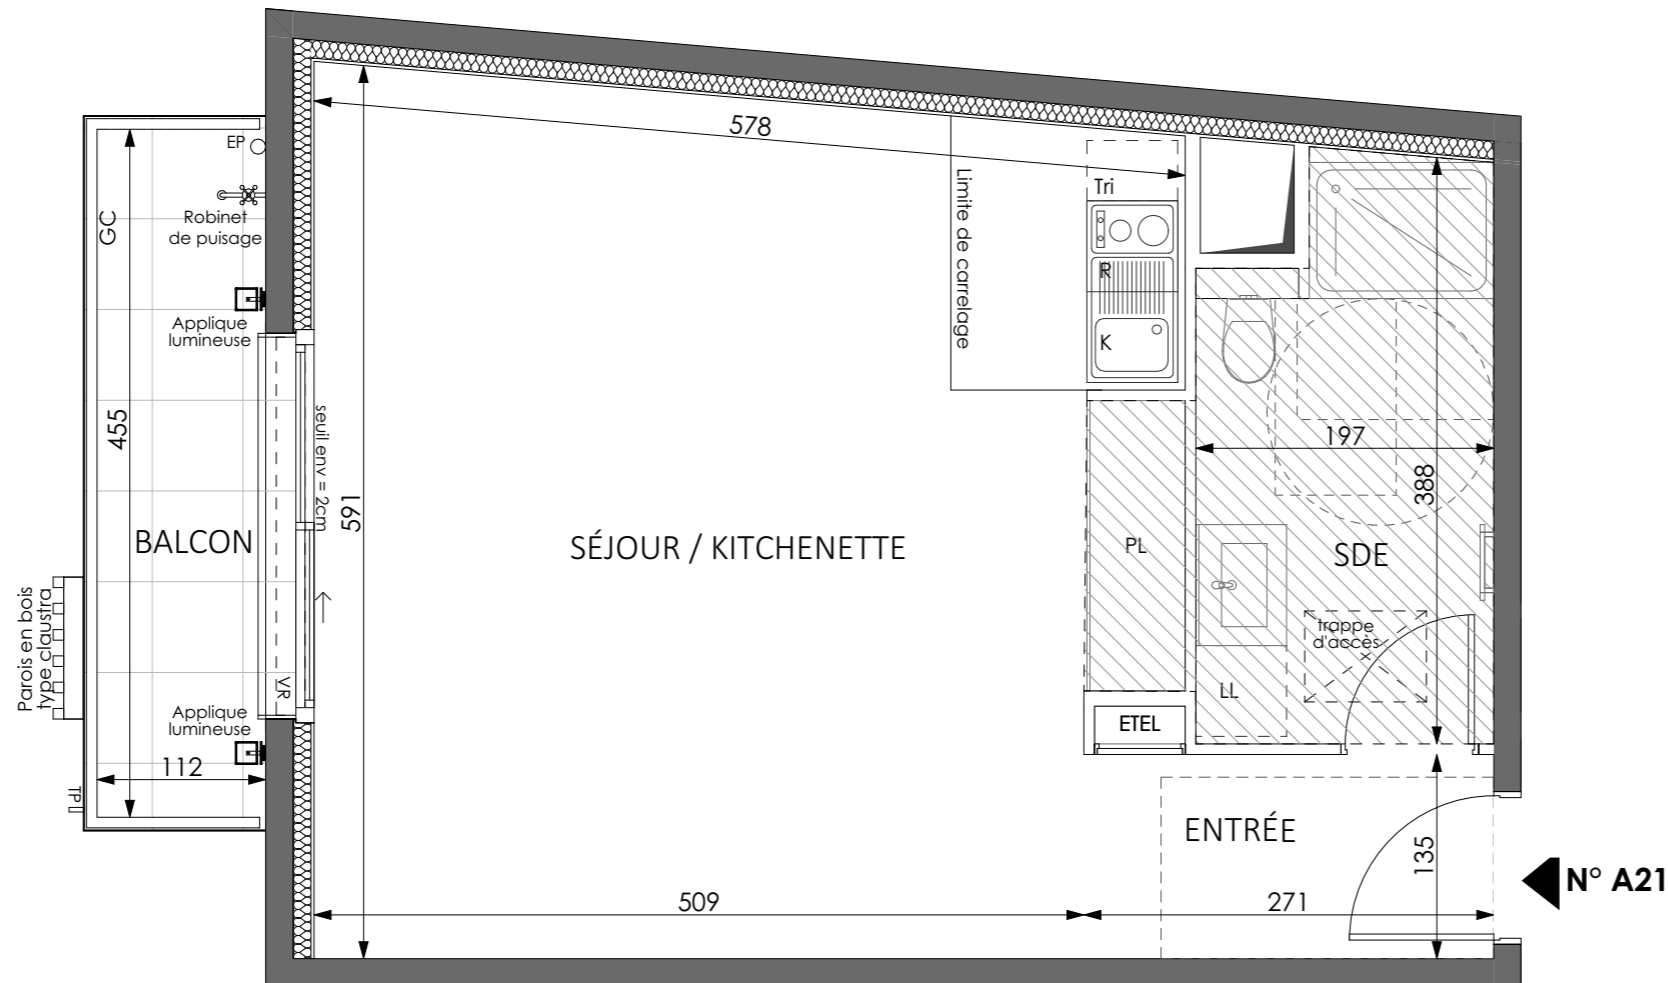 578
EP
Robinet
de puisage
GC
Applique
lumineuse
455
BALCON
seuil env = 2cm
591
VR
Parois en bois
type claustra
Applique
lumineuse
112
TP
SÉJOUR / KITCHENETTE
Limite de carrelage
Tri
R
K
PL
ETEL
197
388
SDE
trappe
d'accès
LL
ENTRÉE
135
509
271
N° A21